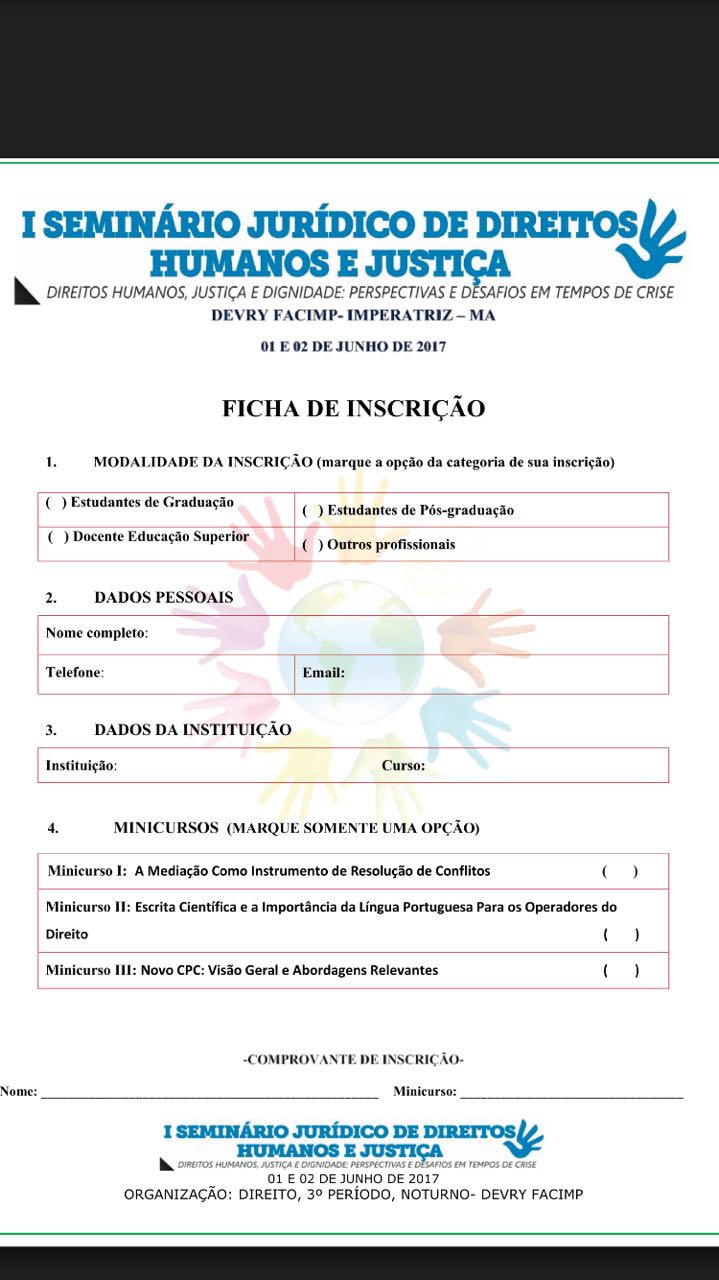 I SEMINÁRIO JURÍDICO DE DIREITOS
HUMANOS E JUSTIÇA
DIREITOS HUMANOS, JUSTIÇA E DIGNIDADE: PERSPECTIVAS E DESAFIOS EM TEMPOS DE CRISE
DEVRY FACIMP- IMPERATRIZ – MA
01 E 02 DE JUNHO DE 2017
FICHA DE INSCRIÇÃO
1. MODALIDADE DA INSCRIÇÃO (marque a opção da categoria de sua inscrição)
( ) Estudantes de Graduação ( ) Estudantes de Pós-graduação
( ) Docente Educação Superior ( ) Outros profissionais
2. DADOS PESSOAIS
Nome completo:
Telefone: Email:
3. DADOS DA INSTITUIÇÃO
Instituição: Curso:
4. MINICURSOS (MARQUE SOMENTE UMA OPÇÃO)
Minicurso I: A Mediação Como Instrumento de Resolução de Conflitos ( )
Minicurso II: Escrita Científica e a Importância da Língua Portuguesa Para os Operadores do
Direito ( )
Minicurso III: Novo CPC: Visão Geral e Abordagens Relevantes ( )
-COMPROVANTE DE INSCRIÇÃO-
Nome: ________________________________________________ Minicurso: ________________________________
I SEMINÁRIO JURÍDICO DE DIREITOS
HUMANOS E JUSTIÇA
DIREITOS HUMANOS, JUSTIÇA E DIGNIDADE: PERSPECTIVAS E DESAFIOS EM TEMPOS DE CRISE
01 E 02 DE JUNHO DE 2017
ORGANIZAÇÃO: DIREITO, 3º PERÍODO, NOTURNO- DEVRY FACIMP